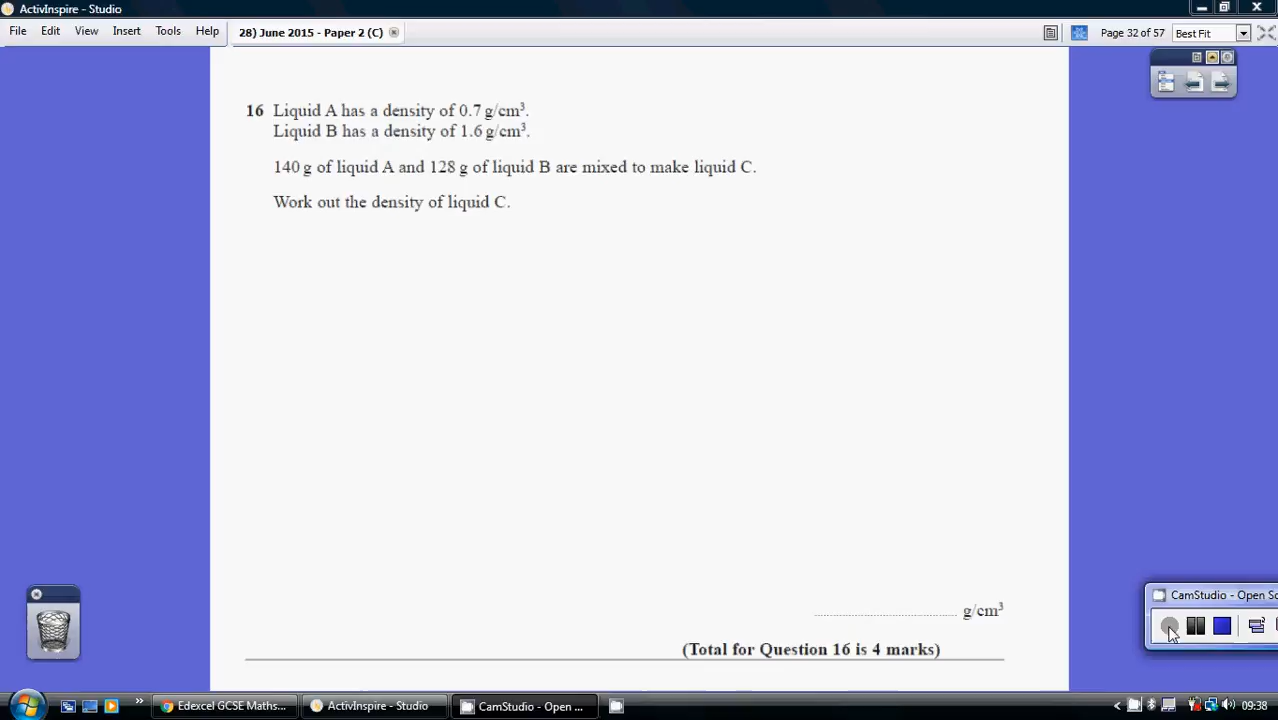 ActivInspire - Studio
File Edit View Insert Tools Help
28) June 2015 - Paper 2 (C)
Page 32 of 57
Best Fit
16 Liquid A has a density of 0.7 g/cm³.
Liquid B has a density of 1.6 g/cm³.
140 g of liquid A and 128 g of liquid B are mixed to make liquid C.
Work out the density of liquid C.
g/cm³
(Total for Question 16 is 4 marks)
CamStudio - Open Sc
Edexcel GCSE Maths...
ActivInspire - Studio
CamStudio - Open ...
09:38